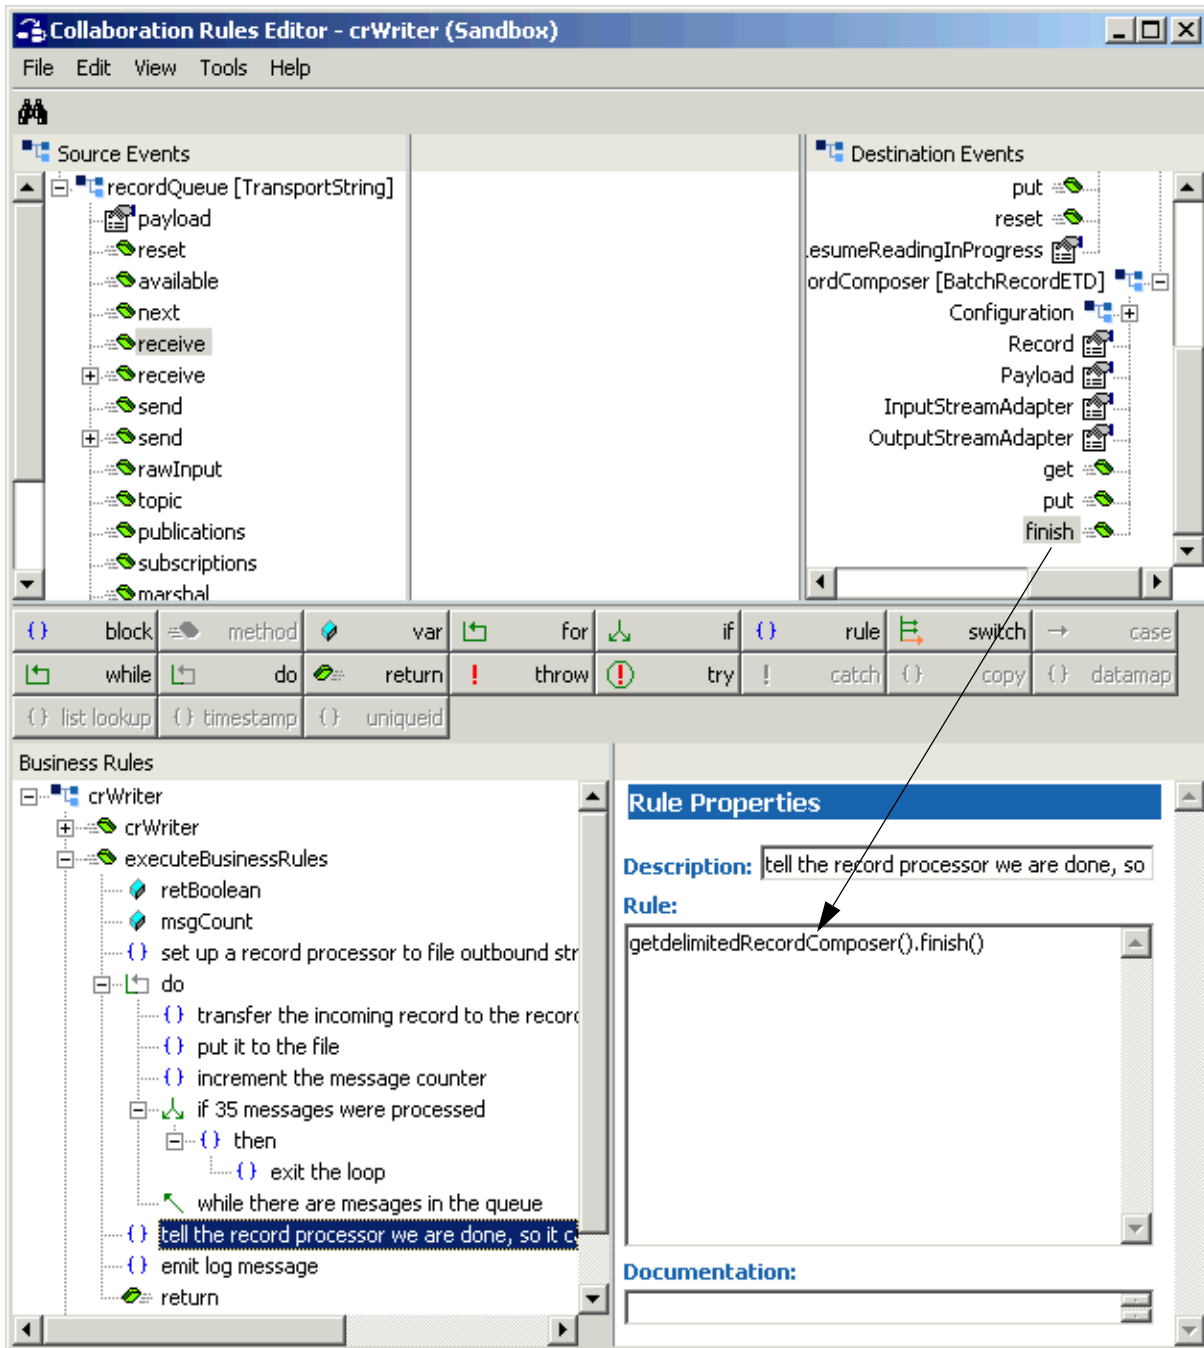 Collaboration Rules Editor - crWriter (Sandbox)
File Edit View Tools Help
Source Events
recordQueue [TransportString]
payload
reset
available
next
receive
receive
send
send
rawInput
topic
publications
subscriptions
marshal
Destination Events
put
reset
esumeReadingInProgress
ordComposer [BatchRecordETD]
Configuration
Record
Payload
InputStreamAdapter
OutputStreamAdapter
get
put
finish
{} block method var for if {} rule switch case
while do return ! throw ! try ! catch {} copy {} datamap
{} list lookup {} timestamp {} uniqueid
Business Rules
crWriter
crWriter
executeBusinessRules
retBoolean
msgCount
{} set up a record processor to file outbound str
do
{} transfer the incoming record to the record
{} put it to the file
{} increment the message counter
if 35 messages were processed
{} then
{} exit the loop
while there are mesages in the queue
{} tell the record processor we are done, so it c
{} emit log message
return
Rule Properties
Description: tell the record processor we are done, so
Rule:
getdelimitedRecordComposer().finish()
Documentation: